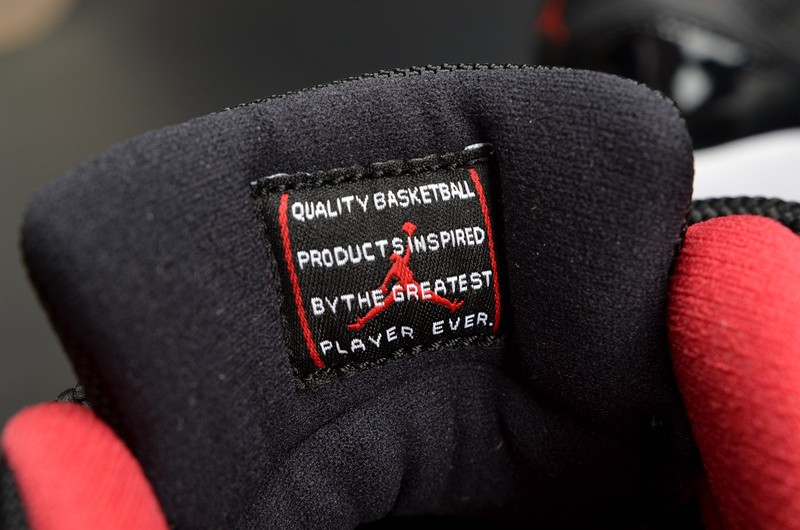 QUALITY BASKETBALL
PRODUCTS INSPIRED
BY THE GREATEST
PLAYER EVER.